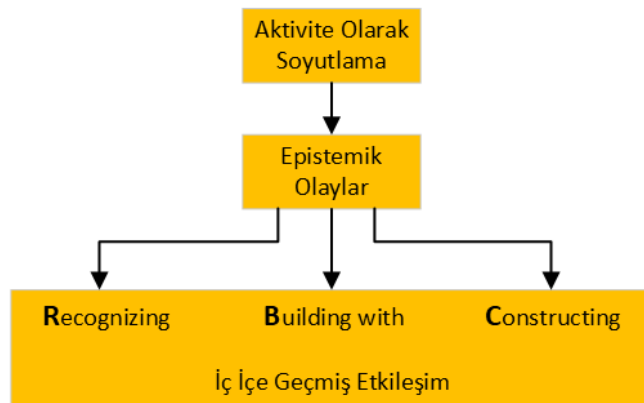 Aktivite Olarak
Soyutlama
Epistemik
Olaylar
Recognizing
Building with
Constructing
İç İçe Geçmiş Etkileşim